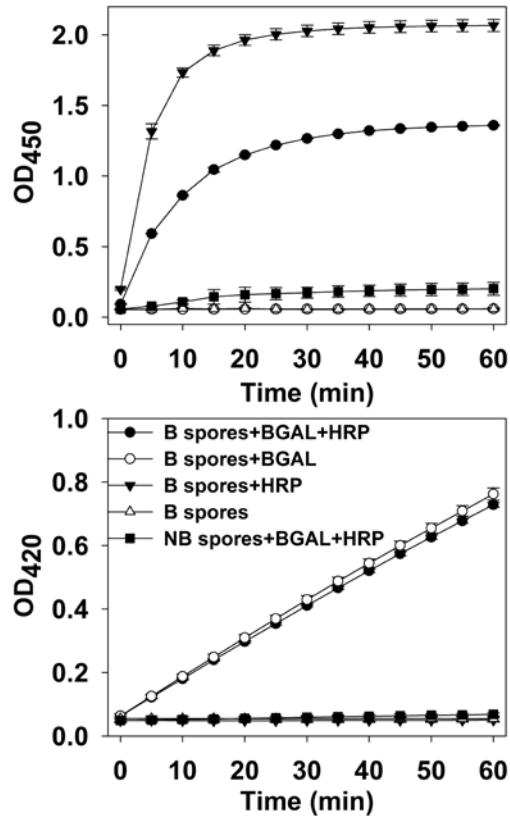 2.0
1.5
1.0
0.5
0.0
OD450
0 10 20 30 40 50 60
Time (min)
1.0
0.8
0.6
0.4
0.2
0.0
OD420
B spores+BGAL+HRP
B spores+BGAL
B spores+HRP
B spores
NB spores+BGAL+HRP
0 10 20 30 40 50 60
Time (min)